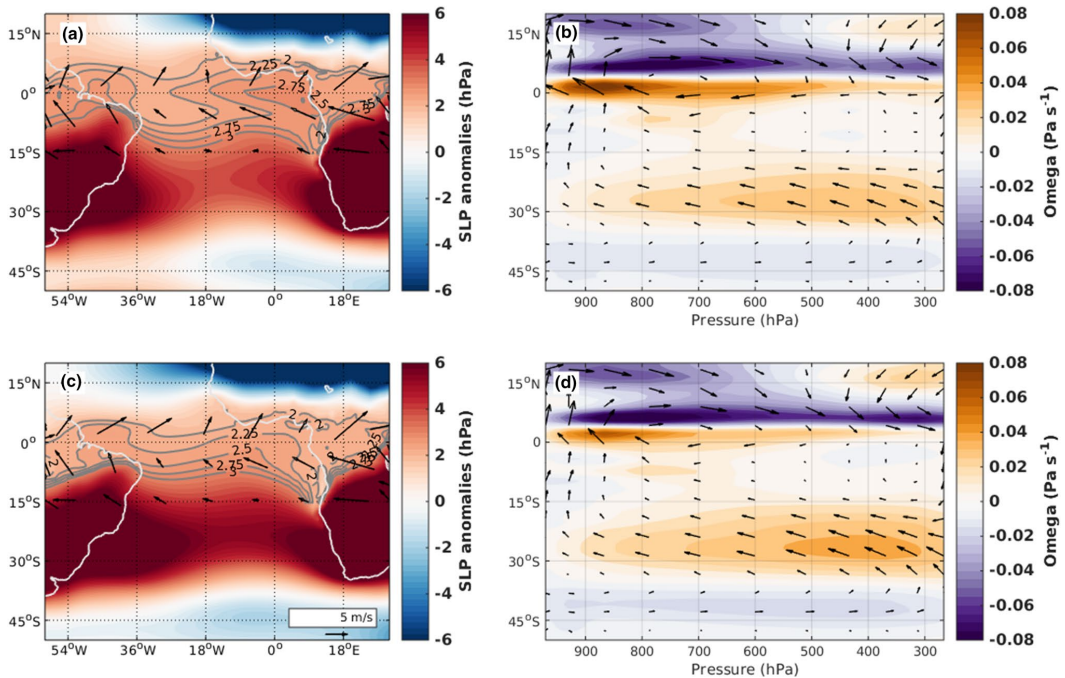 (a)
15°N
0°
15°S
30°S
45°S
54°W 36°W 18°W 0° 18°E
2.25 2
2.75
2.5
2.75
2.75
3
2
6
4
2
0
-2
-4
-6
SLP anomalies (hPa)
(b)
15°N
0
15°S
30°S
45°S
900 800 700 600 500 400 300
Pressure (hPa)
0.08
0.06
0.04
0.02
0
-0.02
-0.04
-0.06
-0.08
Omega (Pa s-1)
(c)
15°N
0
15°S
30°S
45°S
54°W 36°W 18°W 0° 18°E
2
2.25
2.5
2.75
3
2
2
5 m/s
6
4
2
0
-2
-4
-6
SLP anomalies (hPa)
(d)
15°N
0
15°S
30°S
45°S
900 800 700 600 500 400 300
Pressure (hPa)
0.08
0.06
0.04
0.02
0
-0.02
-0.04
-0.06
-0.08
Omega (Pa s-1)